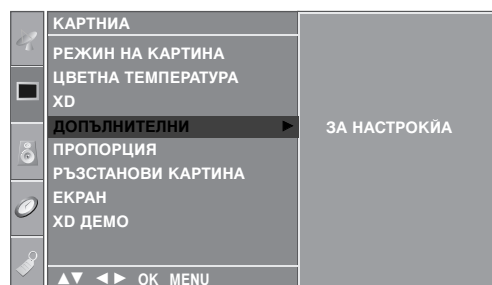 КАРТНИА
РЕЖИН НА КАРТИНА
ЦВЕТНА ТЕМПЕРАТУРА
XD
ДОПЪЛНИТЕЛНИ ►
ЗА НАСТРОКЙА
ПРОПОРЦИЯ
РЪЗСТАНОВИ КАРТИНА
ЕКРАН
XD ДЕМО
▲▼ ◄► OK MENU